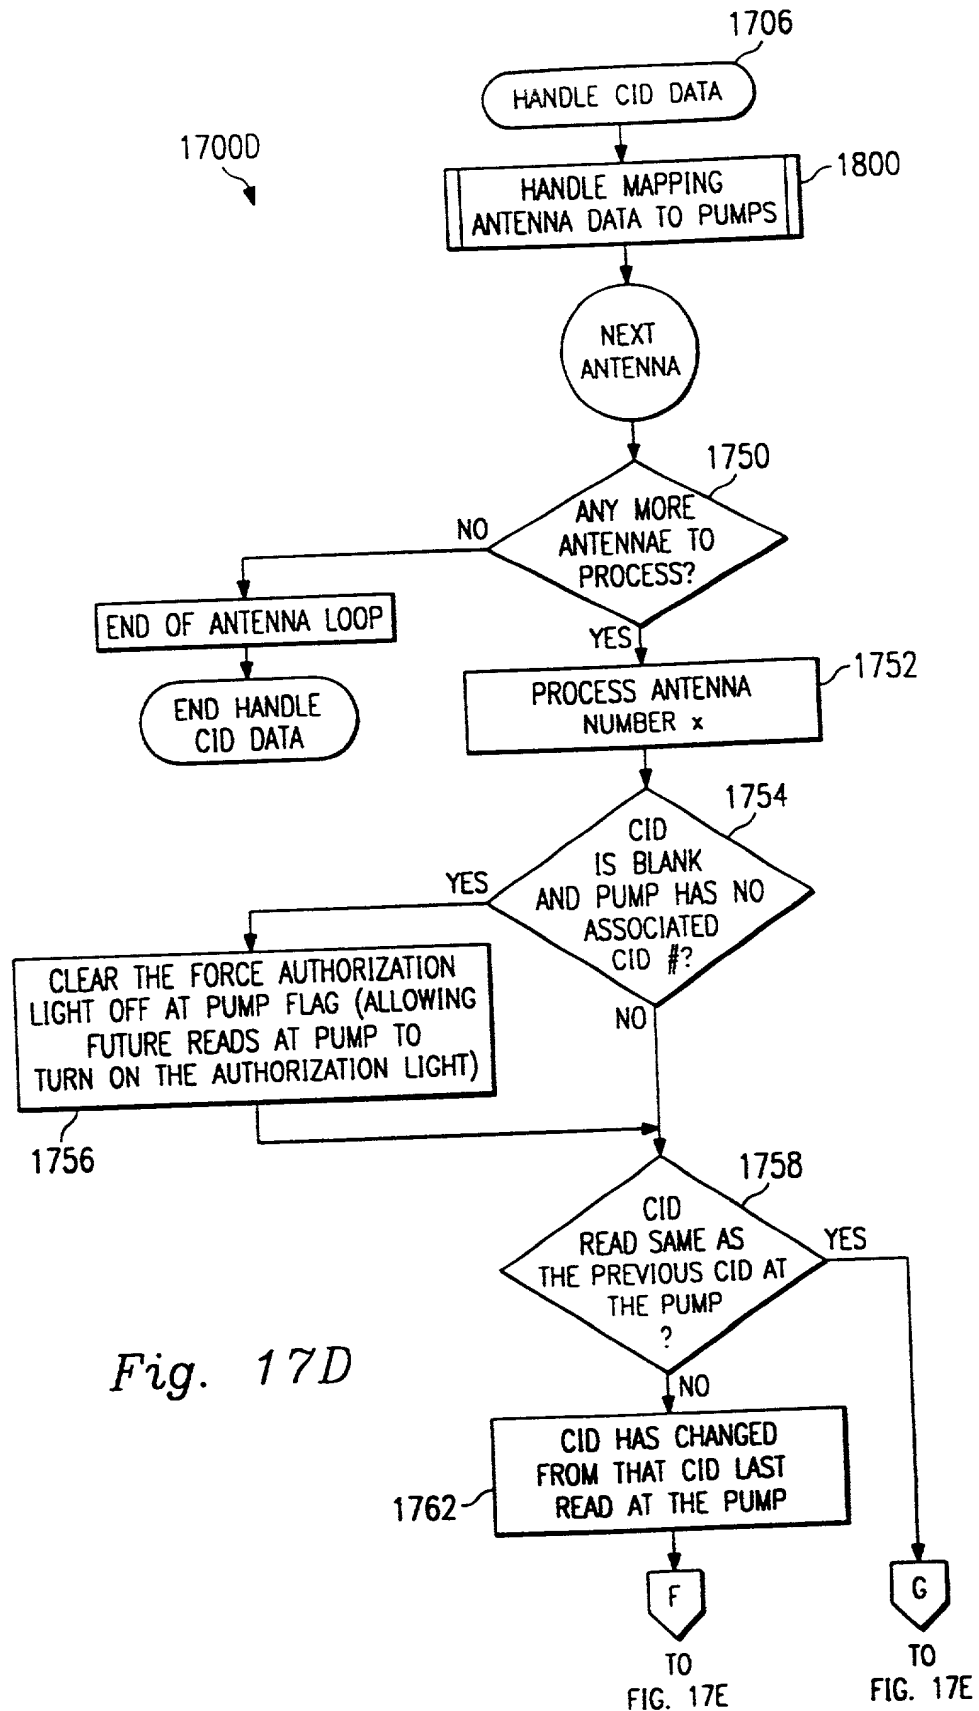 1706
HANDLE CID DATA
1700D
1800
HANDLE MAPPING
ANTENNA DATA TO PUMPS
NEXT
ANTENNA
1750
ANY MORE
ANTENNAE TO
PROCESS?
NO
YES
END OF ANTENNA LOOP
END HANDLE
CID DATA
1752
PROCESS ANTENNA
NUMBER x
1754
CID
IS BLANK
AND PUMP HAS NO
ASSOCIATED
CID #?
YES
NO
CLEAR THE FORCE AUTHORIZATION
LIGHT OFF AT PUMP FLAG (ALLOWING
FUTURE READS AT PUMP TO
TURN ON THE AUTHORIZATION LIGHT)
1756
1758
CID
READ SAME AS
THE PREVIOUS CID AT
THE PUMP
?
YES
NO
Fig. 17D
CID HAS CHANGED
FROM THAT CID LAST
READ AT THE PUMP
1762
F
TO
FIG. 17E
G
TO
FIG. 17E